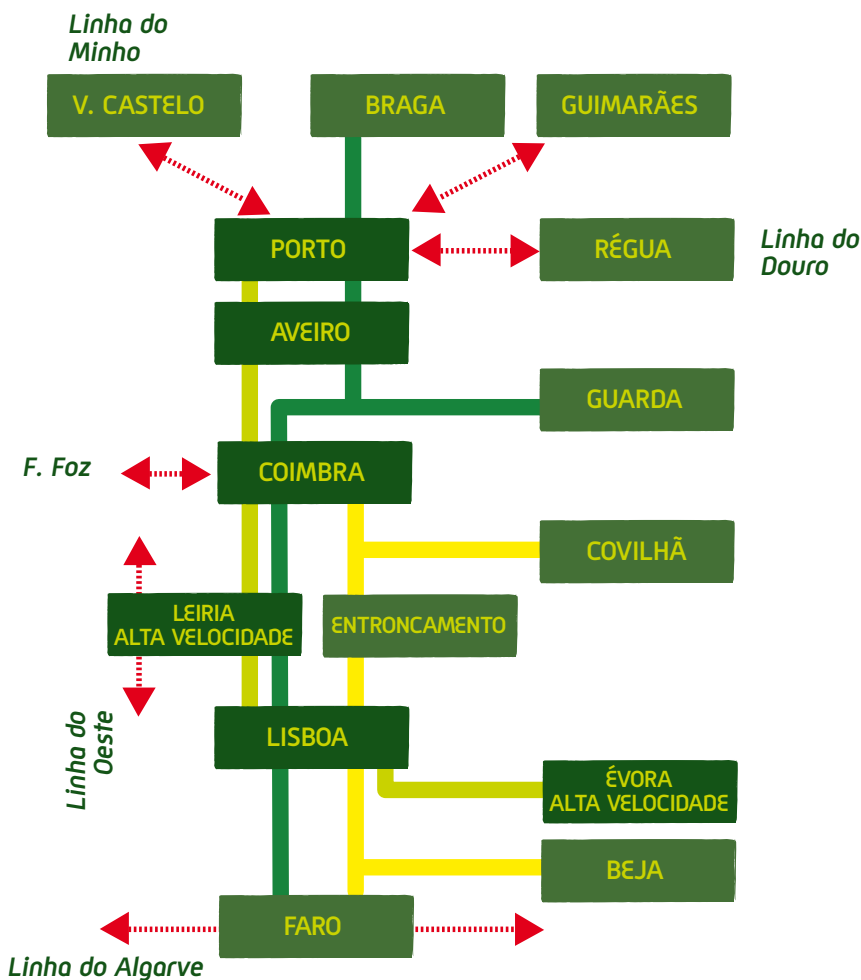 Linha do
Minho
V. CASTELO
BRAGA
GUIMARÃES
PORTO
RÉGUA
Linha do
Douro
AVEIRO
GUARDA
F. Foz
COIMBRA
COVILHÃ
LEIRIA
ALTA VELOCIDADE
ENTRONCAMENTO
Linha do
Oeste
LISBOA
ÉVORA
ALTA VELOCIDADE
BEJA
FARO
Linha do Algarve